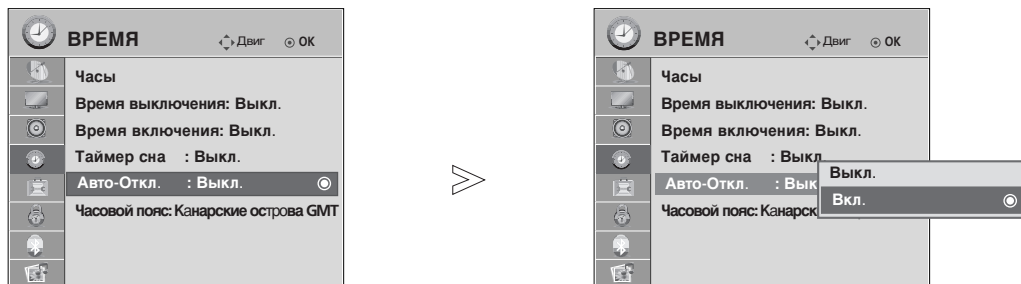 ВРЕМЯ
Двиг
ОК
Часы
Время выключения: Выкл.
Время включения: Выкл.
Таймер сна : Выкл.
Авто-Откл. : Выкл.
Часовой пояс: Канарские острова GMT
ВРЕМЯ
Двиг
ОК
Часы
Время выключения: Выкл.
Время включения: Выкл.
Таймер сна : Выкл
Авто-Откл. : Вык
Часовой пояс: Канарск
Выкл.
Вкл.